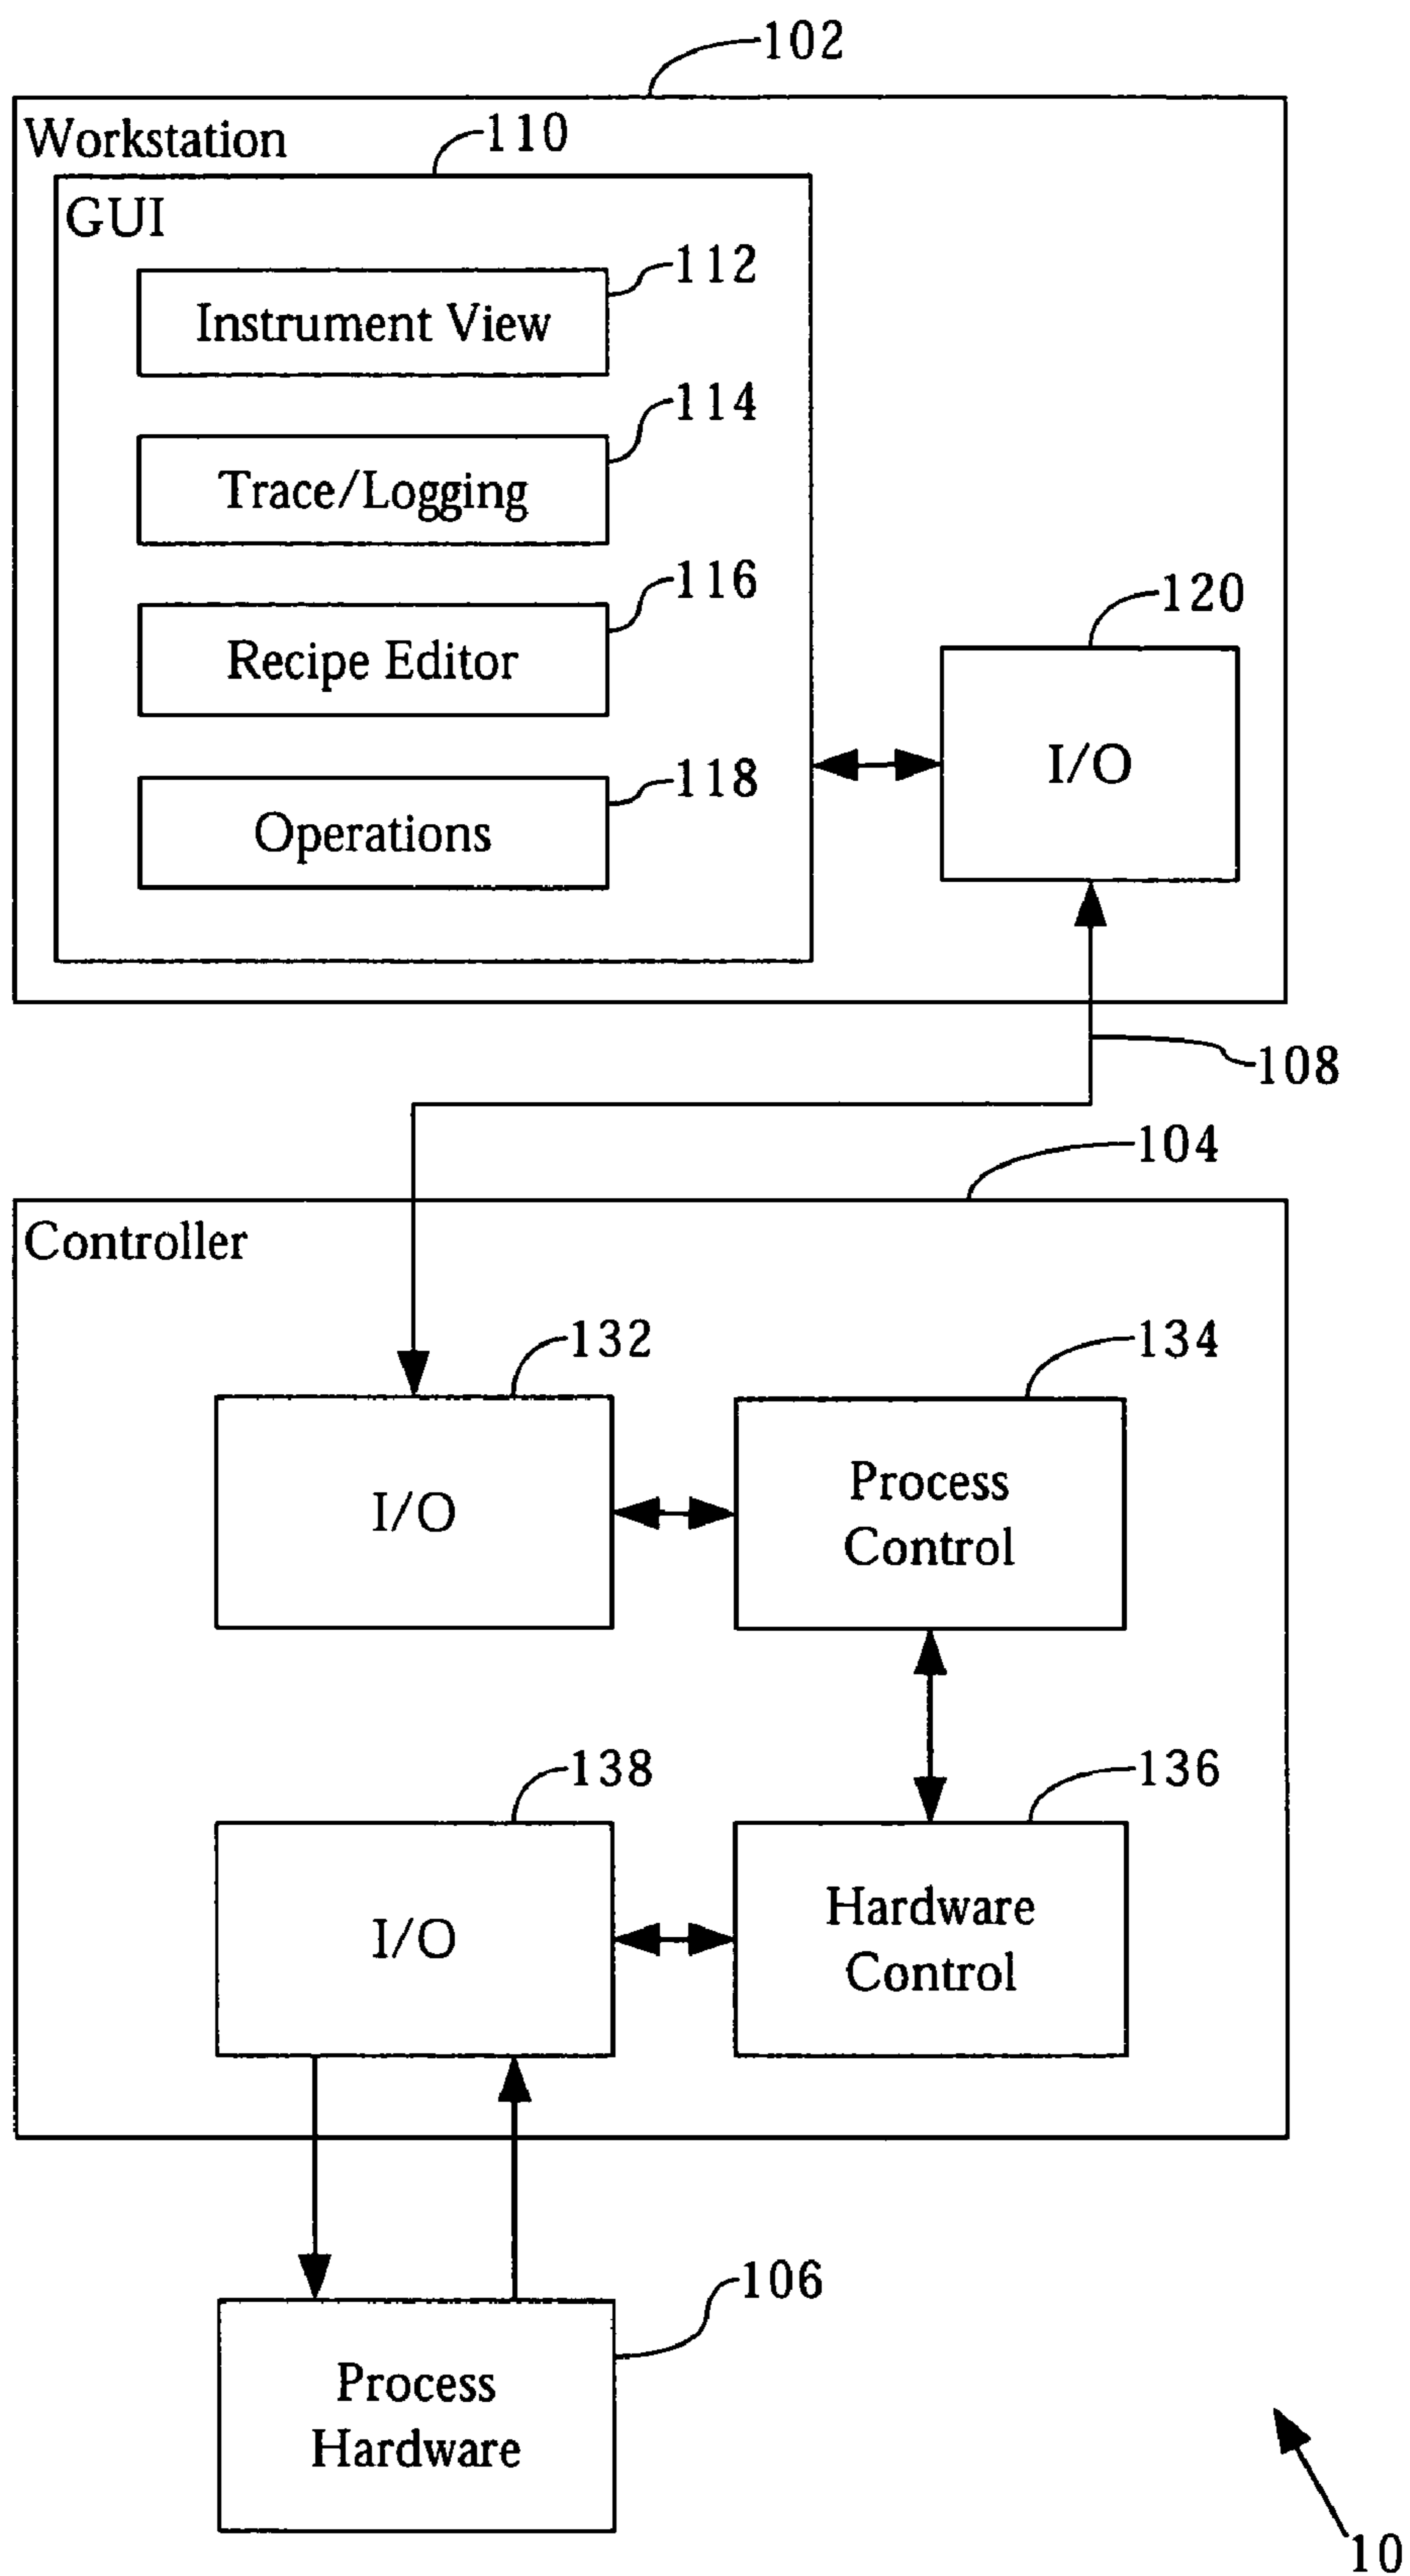 102
Workstation
110
GUI
112
Instrument View
114
Trace/Logging
116
Recipe Editor
120
I/O
118
Operations
108
104
Controller
132
134
I/O
Process
Control
138
136
I/O
Hardware
Control
106
Process
Hardware
10